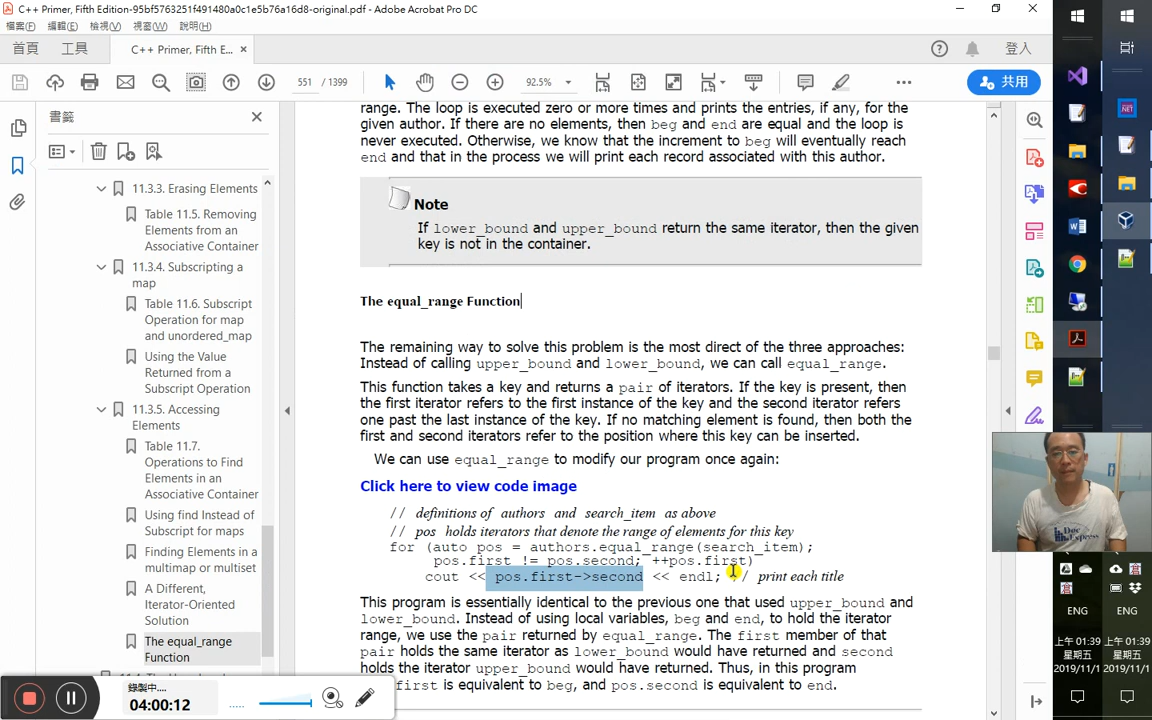 C++ Primer, Fifth Edition-95bf5763251f491480a0c1e5b76a16d8-original.pdf - Adobe Acrobat Pro DC
檔案(F) 編輯(E) 檢視(V) 視窗(W) 說明(H)
首頁 工具 C++ Primer, Fifth E... × 登入
551 / 1399 92.5% 共用
書籤
11.3.3. Erasing Elements
Table 11.5. Removing
Elements from an
Associative Container
11.3.4. Subscripting a
map
Table 11.6. Subscript
Operation for map
and unordered_map
Using the Value
Returned from a
Subscript Operation
11.3.5. Accessing
Elements
Table 11.7.
Operations to Find
Elements in an
Associative Container
Using find Instead of
Subscript for maps
Finding Elements in a
multimap or multiset
A Different,
Iterator-Oriented
Solution
The equal_range
Function
range. The loop is executed zero or more times and prints the entries, if any, for the
given author. If there are no elements, then beg and end are equal and the loop is
never executed. Otherwise, we know that the increment to beg will eventually reach
end and that in the process we will print each record associated with this author.
Note
If lower_bound and upper_bound return the same iterator, then the given
key is not in the container.
The equal_range Function
The remaining way to solve this problem is the most direct of the three approaches:
Instead of calling upper_bound and lower_bound, we can call equal_range.
This function takes a key and returns a pair of iterators. If the key is present, then
the first iterator refers to the first instance of the key and the second iterator refers
one past the last instance of the key. If no matching element is found, then both the
first and second iterators refer to the position where this key can be inserted.
We can use equal_range to modify our program once again:
Click here to view code image
// definitions of authors and search_item as above
// pos holds iterators that denote the range of elements for this key
for (auto pos = authors.equal_range(search_item);
pos.first != pos.second; ++pos.first)
cout << pos.first->second << endl; // print each title
This program is essentially identical to the previous one that used upper_bound and
lower_bound. Instead of using local variables, beg and end, to hold the iterator
range, we use the pair returned by equal_range. The first member of that
pair holds the same iterator as lower_bound would have returned and second
holds the iterator upper_bound would have returned. Thus, in this program
first is equivalent to beg, and pos.second is equivalent to end.
錄製中....
04:00:12
ENG ENG
上午 01:39 上午 01:39
星期五 星期五
2019/11/1 2019/11/1